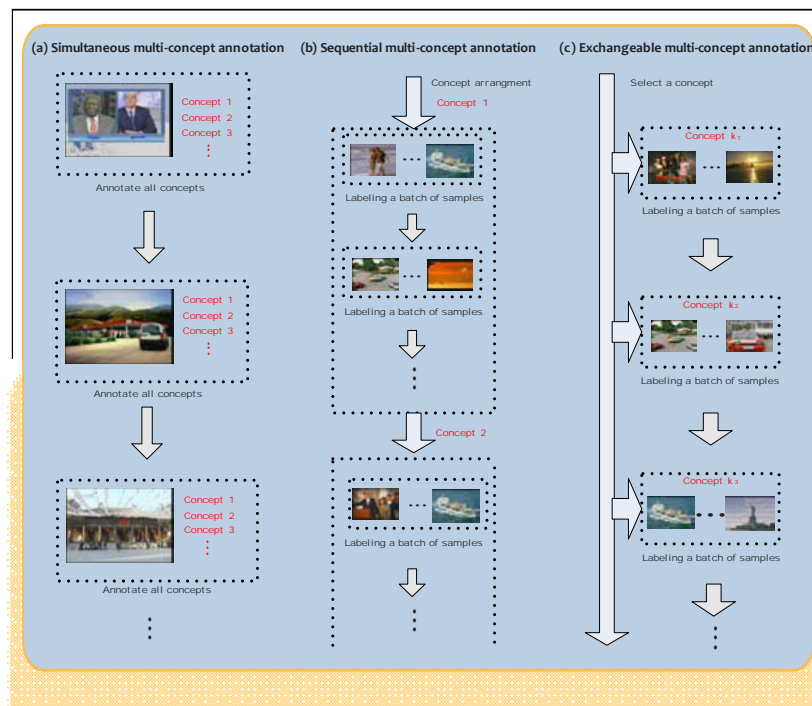 (a) Simultaneous multi-concept annotation
Concept 1
Concept 2
Concept 3
Annotate all concepts
Concept 1
Concept 2
Concept 3
Annotate all concepts
Concept 1
Concept 2
Concept 3
Annotate all concepts
(b) Sequential multi-concept annotation
Concept arrangment
Concept 1
Labeling a batch of samples
Labeling a batch of samples
Concept 2
Labeling a batch of samples
(c) Exchangeable multi-concept annotation
Select a concept
Concept k₁
Labeling a batch of samples
Concept k₂
Labeling a batch of samples
Concept k₃
Labeling a batch of samples